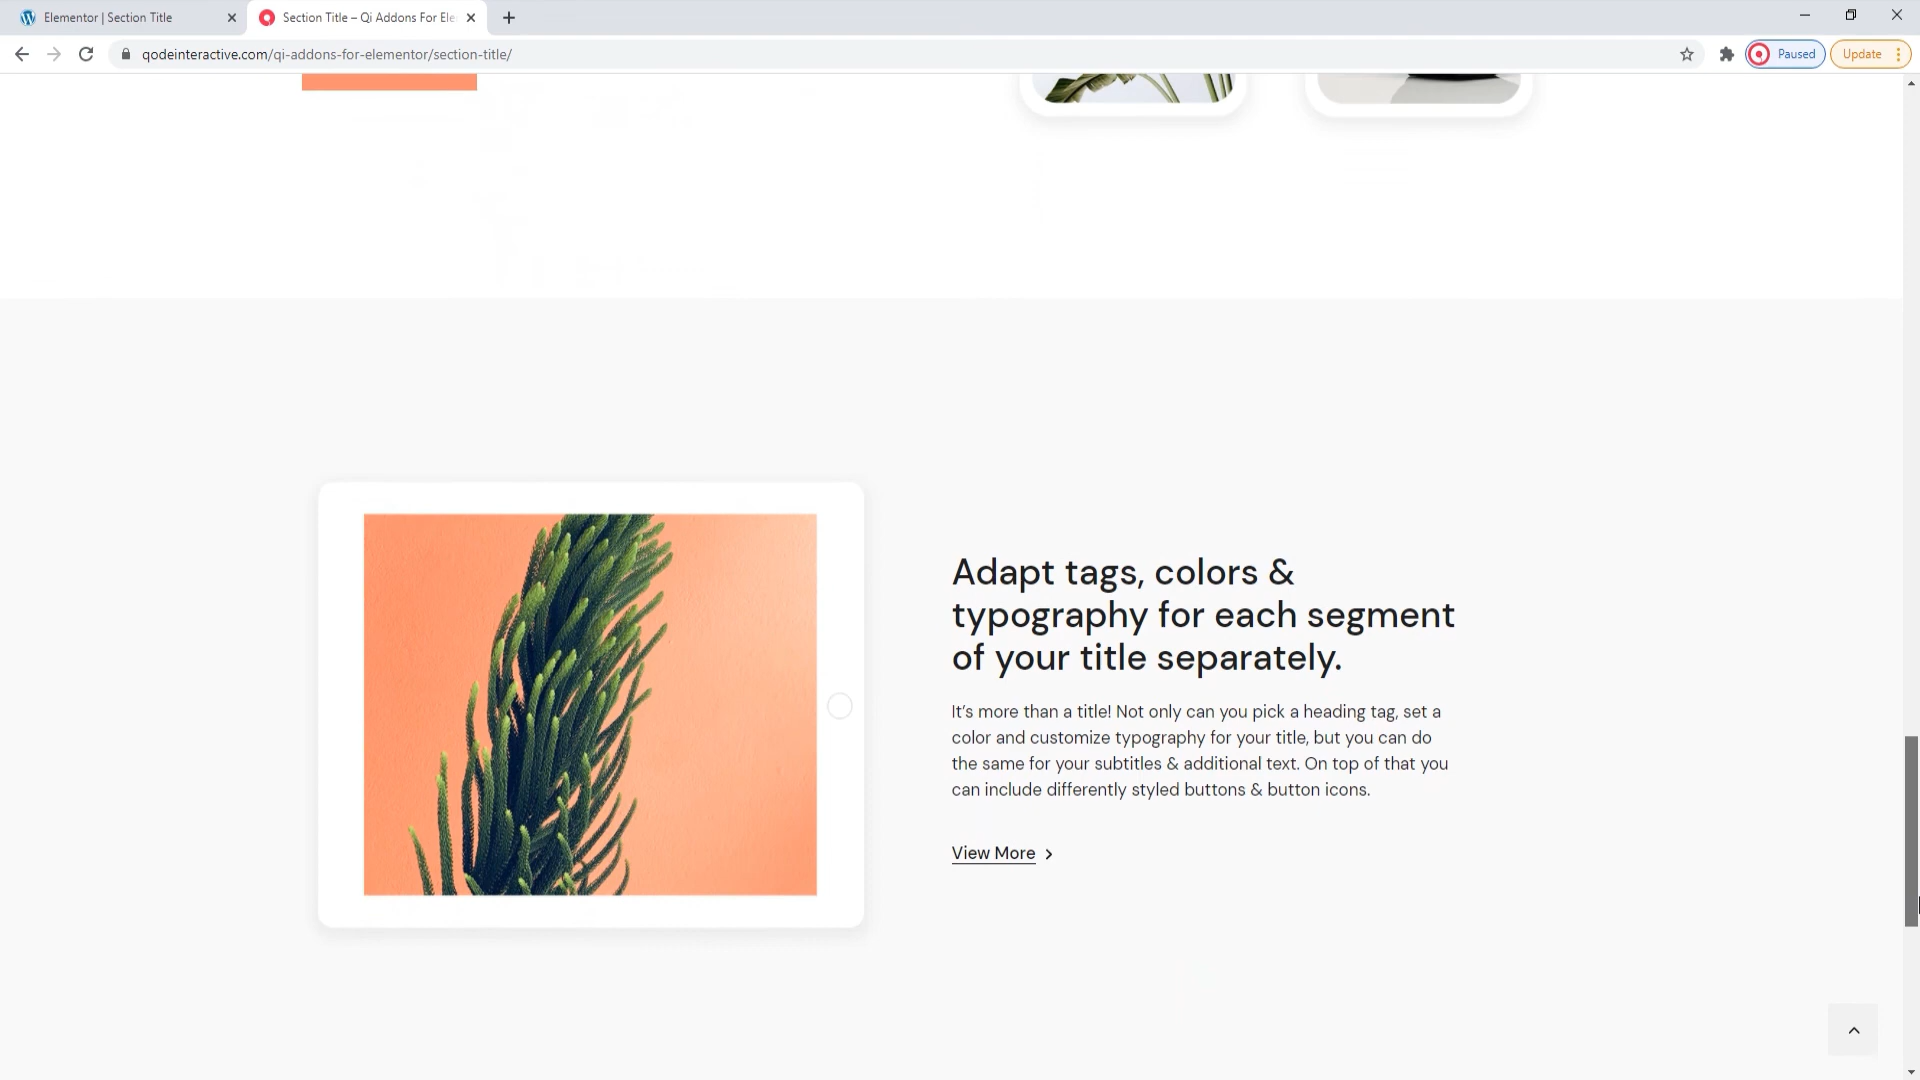 Elementor | Section Title
Section Title – Qi Addons For Ele
qodeinteractive.com/qi-addons-for-elementor/section-title/
Paused
Update
Adapt tags, colors &
typography for each segment
of your title separately.
It's more than a title! Not only can you pick a heading tag, set a
color and customize typography for your title, but you can do
the same for your subtitles & additional text. On top of that you
can include differently styled buttons & button icons.
View More